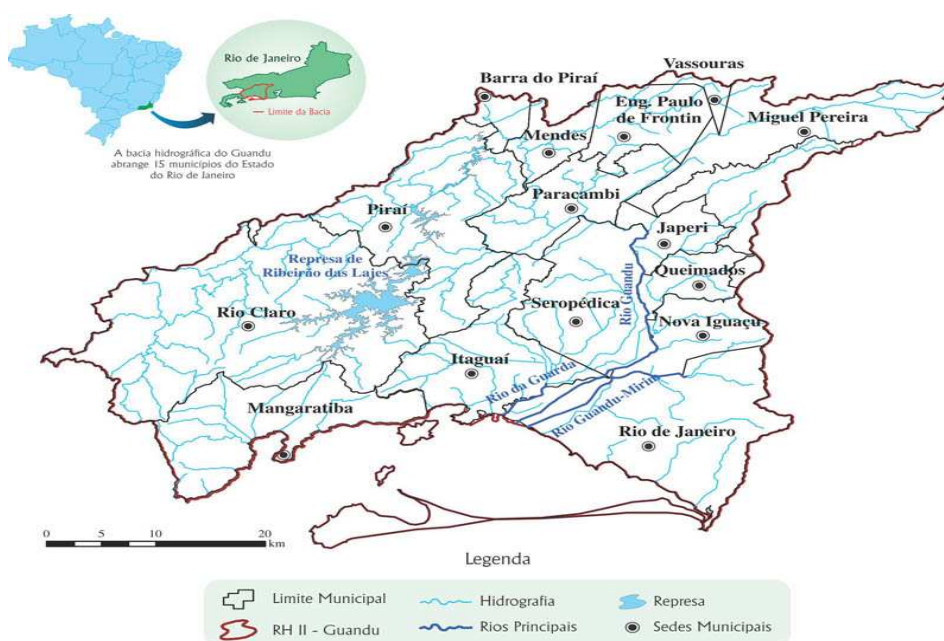 Rio de Janeiro
Limite da Bacia
A bacia hidrográfica do Guandu
abrange 15 municípios do Estado
do Rio de Janeiro
Vassouras
Barra do Piraí
Eng. Paulo
de Frontin
Miguel Pereira
Mendes
Paracambi
Piraí
Japeri
Represa de
Ribeirão das Lajes
Queimados
Rio Guandu
Seropédica
Rio Claro
Nova Iguaçu
Itaguaí
Rio da Guarda
Rio Guandu-Mirim
Mangaratiba
Rio de Janeiro
0 5 10 20
km
Legenda
Limite Municipal
Hidrografia
Represa
RH II - Guandu
Rios Principais
Sedes Municipais